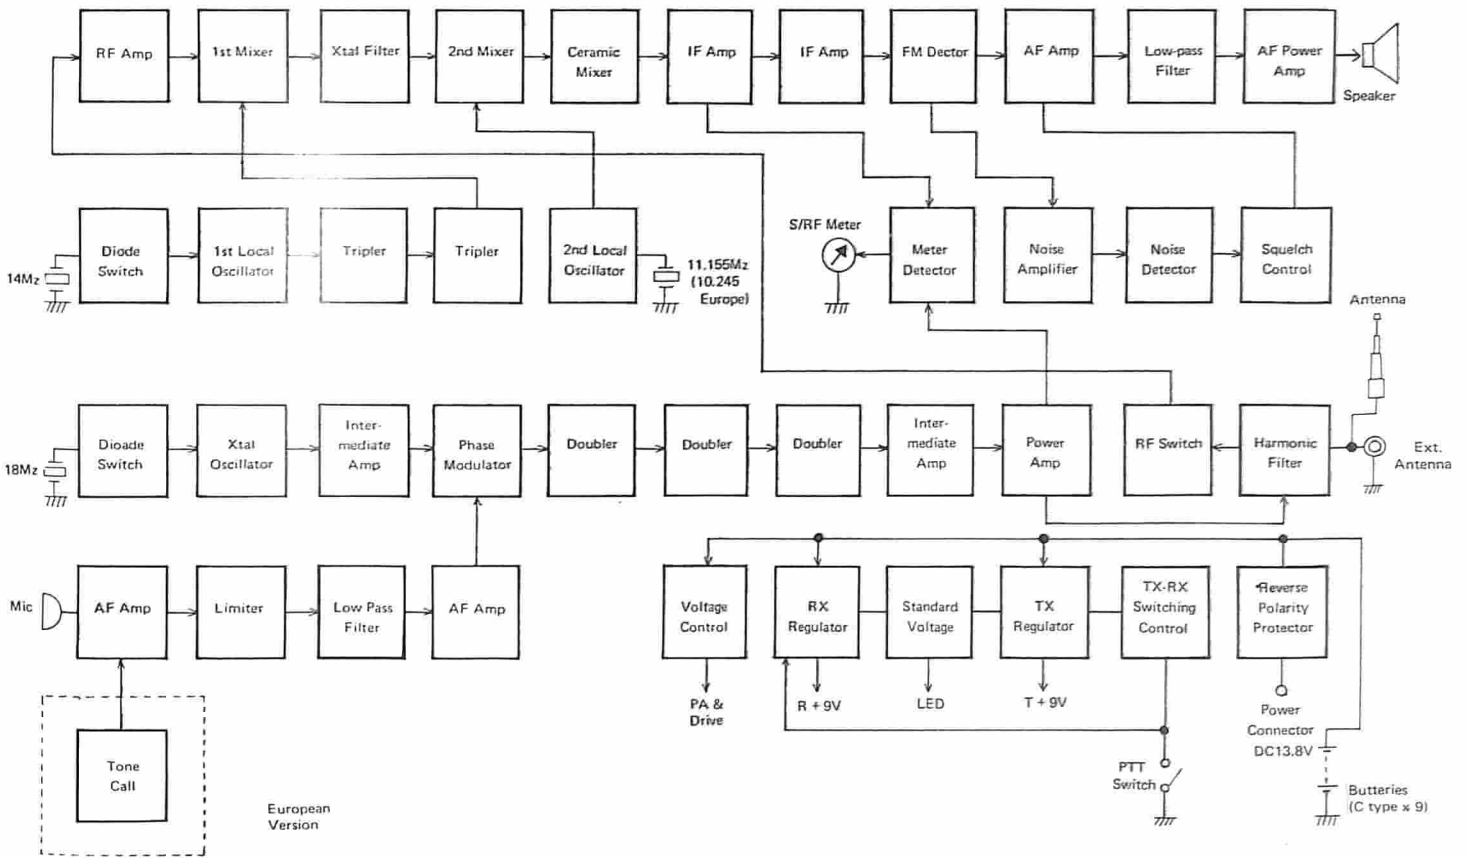 RF Amp
1st Mixer
Xtal Filter
2nd Mixer
Ceramic
Mixer
IF Amp
IF Amp
FM Dector
AF Amp
Low-pass
Filter
AF Power
Amp
Speaker
14Mz
Diode
Switch
1st Local
Oscillator
Tripler
Tripler
2nd Local
Oscillator
11.155Mz
(10.245
Europe)
S/RF Meter
Meter
Detector
Noise
Amplifier
Noise
Detector
Squelch
Control
Antenna
18Mz
Dioade
Switch
Xtal
Oscillator
Inter-
mediate
Amp
Phase
Modulator
Doubler
Doubler
Doubler
Inter-
mediate
Amp
Power
Amp
RF Switch
Harmonic
Filter
Ext.
Antenna
Mic
AF Amp
Limiter
Low Pass
Filter
AF Amp
Voltage
Control
RX
Regulator
Standard
Voltage
TX
Regulator
TX-RX
Switching
Control
Reverse
Polarity
Protector
PA &
Drive
R + 9V
LED
T + 9V
Power
Connector
DC13.8V
PTT
Switch
Butteries
(C type x 9)
Tone
Call
European
Version